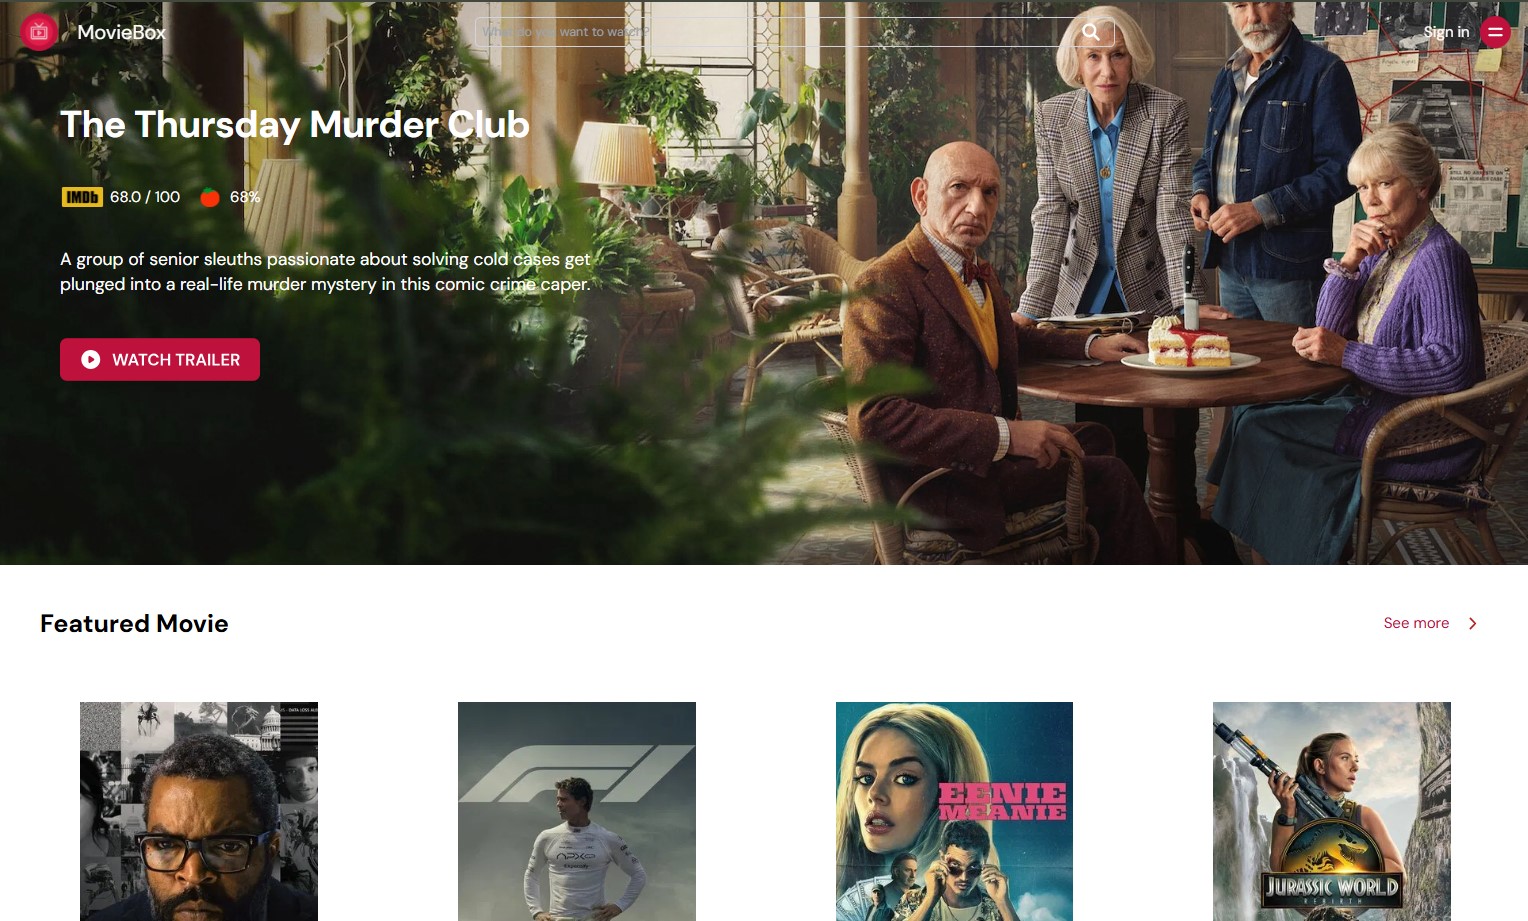 MovieBox
What do you want to watch?
Sign in
The Thursday Murder Club
IMDb 68.0 / 100 68%
A group of senior sleuths passionate about solving cold cases get
plunged into a real-life murder mystery in this comic crime caper.
WATCH TRAILER
Featured Movie
See more
EENIE
MEANIE
APXGP
JURASSIC WORLD
REBIRTH